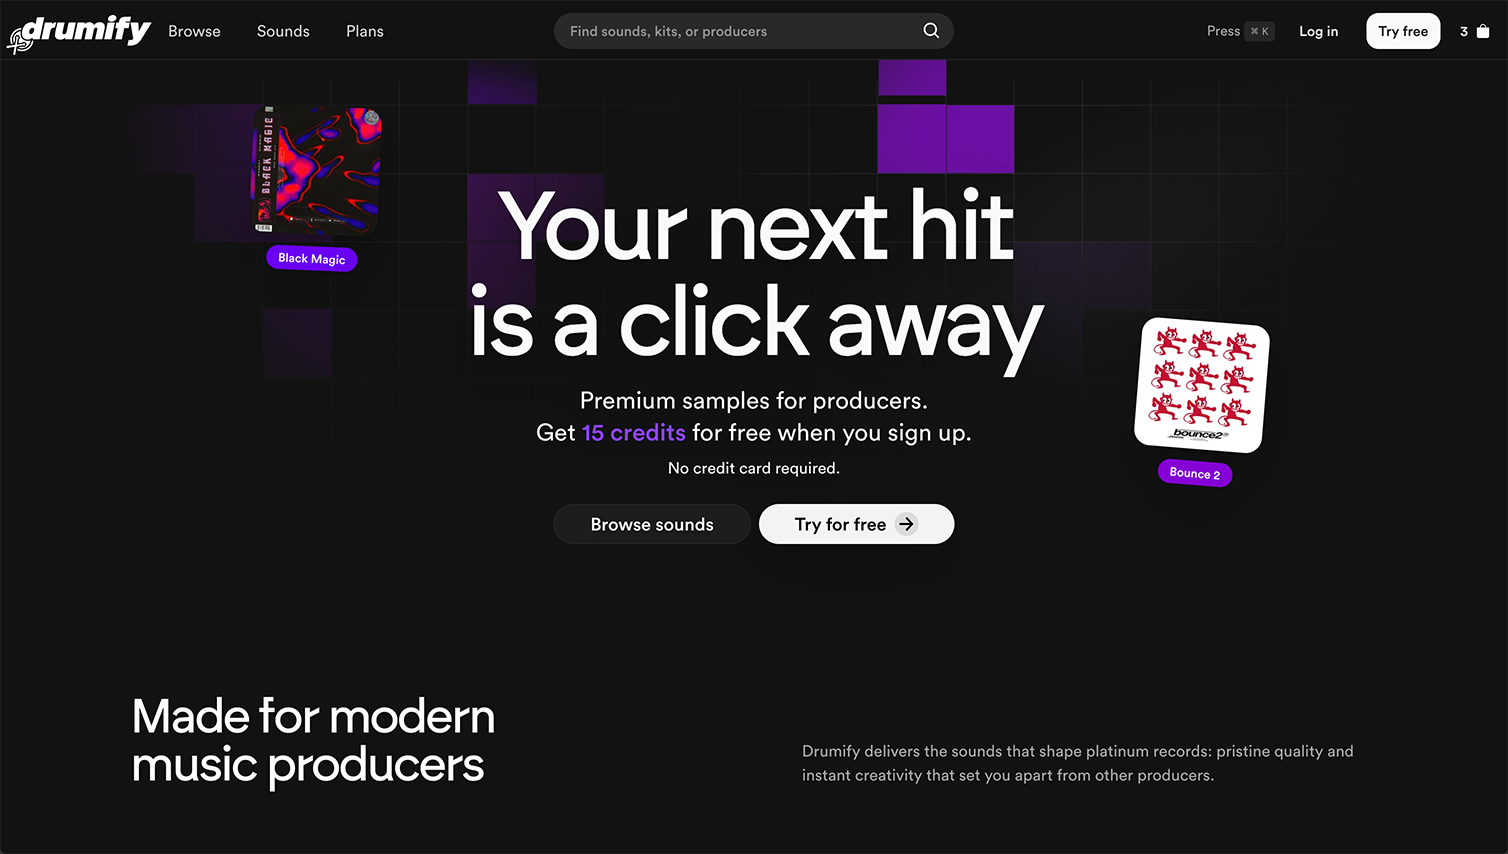 drumify
Browse
Sounds
Plans
Find sounds, kits, or producers
Press ⌘ K
Log in
Try free
3
BLACK MAGIC
Black Magic
Your next hit
is a click away
Premium samples for producers.
Get 15 credits for free when you sign up.
No credit card required.
Browse sounds
Try for free
bounce2
Bounce 2
Made for modern
music producers
Drumify delivers the sounds that shape platinum records: pristine quality and
instant creativity that set you apart from other producers.